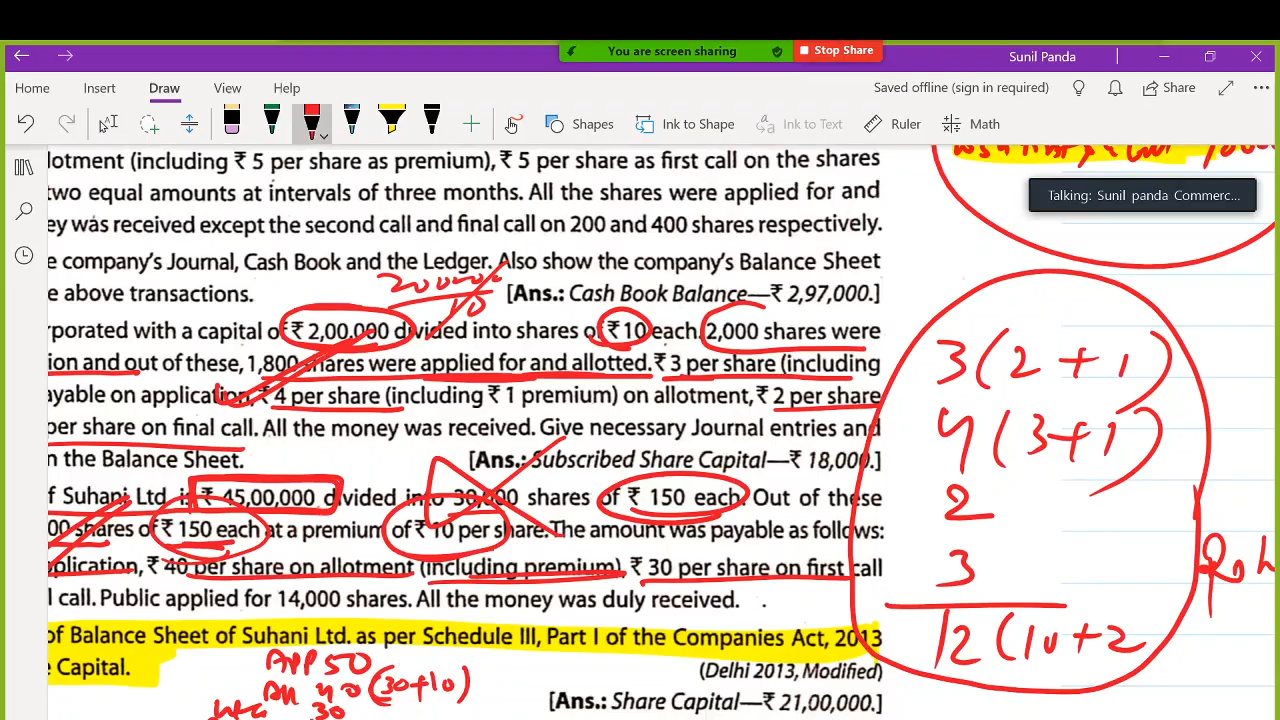 You are screen sharing Stop Share
Sunil Panda
Home Insert Draw View Help Saved offline (sign in required) Share
Shapes Ink to Shape Ink to Text Ruler Math
lotment (including ₹ 5 per share as premium), ₹ 5 per share as first call on the shares
Talking: Sunil panda Commerc...
two equal amounts at intervals of three months. All the shares were applied for and
ey was received except the second call and final call on 200 and 400 shares respectively.
e company's Journal, Cash Book and the Ledger. Also show the company's Balance Sheet
e above transactions. [Ans.: Cash Book Balance—₹ 2,97,000.]
10
rporated with a capital of ₹ 2,00,000 divided into shares of ₹ 10 each. 2,000 shares were
ion and out of these, 1,800 shares were applied for and allotted. ₹ 3 per share (including
ayable on application, ₹ 4 per share (including ₹ 1 premium) on allotment, ₹ 2 per share
per share on final call. All the money was received. Give necessary Journal entries and
n the Balance Sheet. [Ans.: Subscribed Share Capital—₹ 18,000.]
of Suhani Ltd. is ₹ 45,00,000 divided into 30,000 shares of ₹ 150 each. Out of these
00 shares of ₹ 150 each at a premium of ₹ 10 per share. The amount was payable as follows:
plication, ₹ 40 per share on allotment (including premium), ₹ 30 per share on first call
l call. Public applied for 14,000 shares. All the money was duly received.
of Balance Sheet of Suhani Ltd. as per Schedule III, Part I of the Companies Act, 2013
e Capital. (Delhi 2013, Modified)
[Ans.: Share Capital—₹ 21,00,000.]
APP 50
All 40 (30+10)
30
3 (2 + 1)
4 (3+1)
2
3
12 (10+2